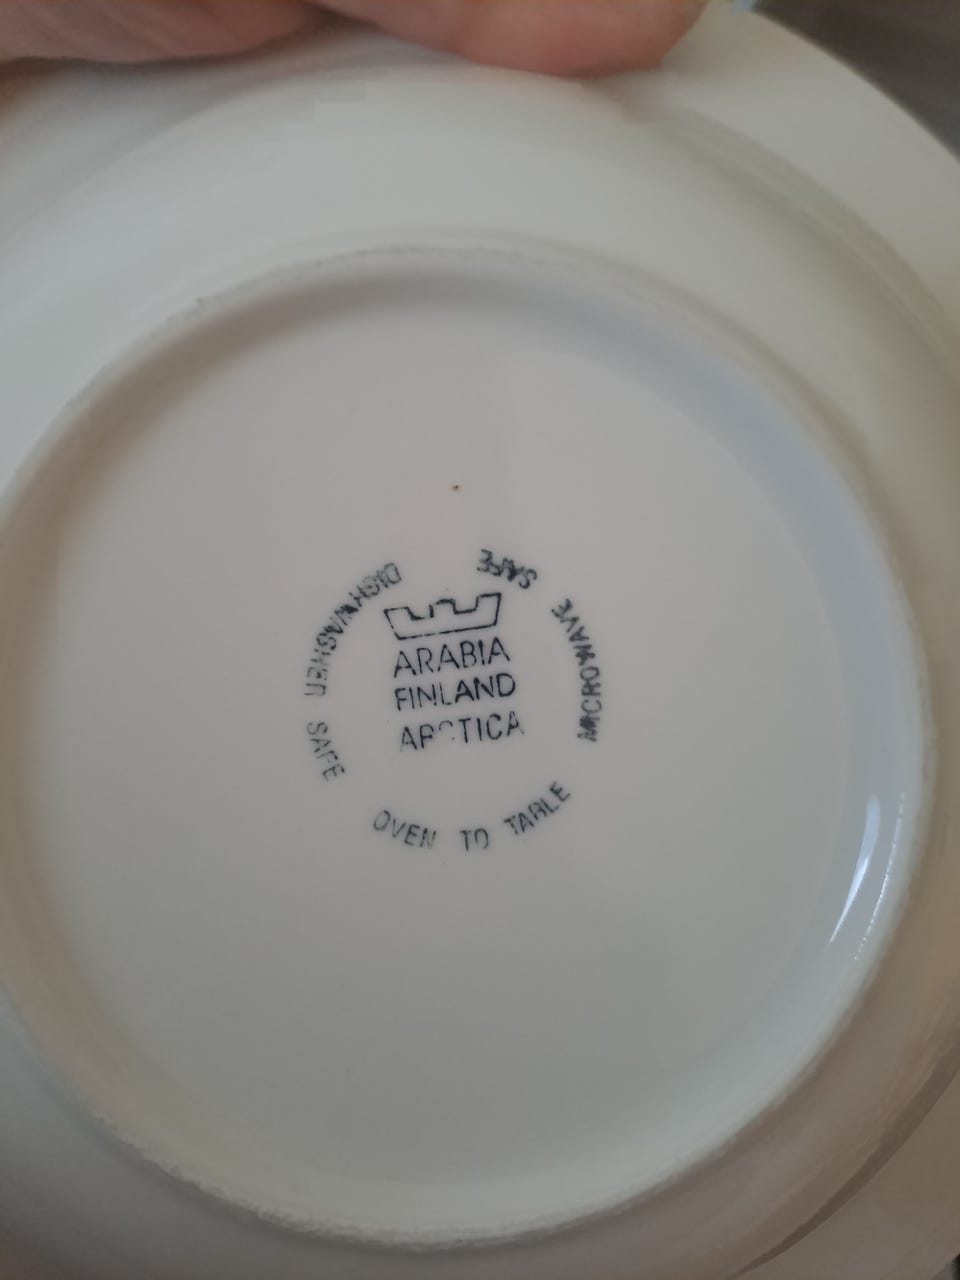 ARABIA
FINLAND
ARCTICA
DISHWASHER SAFE
OVEN TO TABLE
MICROWAVE SAFE